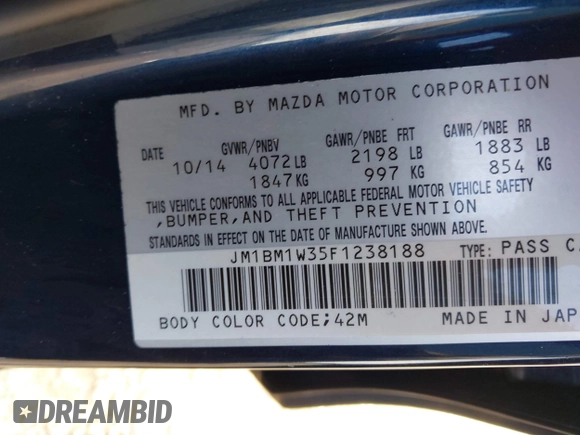 MFD. BY MAZDA MOTOR CORPORATION
DATE GVWR/PNBV GAWR/PNBE FRT GAWR/PNBE RR
10/14 4072 LB 2198 LB 1883 LB
1847 KG 997 KG 854 KG
THIS VEHICLE CONFORMS TO ALL APPLICABLE FEDERAL MOTOR VEHICLE SAFETY
,BUMPER,AND THEFT PREVENTION
STANDARDS IN EFFECT ON THE DATE OF MANUFACTURE SHOWN ABOVE.
JM1BM1W35F1238188 TYPE: PASS C
BODY COLOR CODE;42M MADE IN JAP
DREAMBID